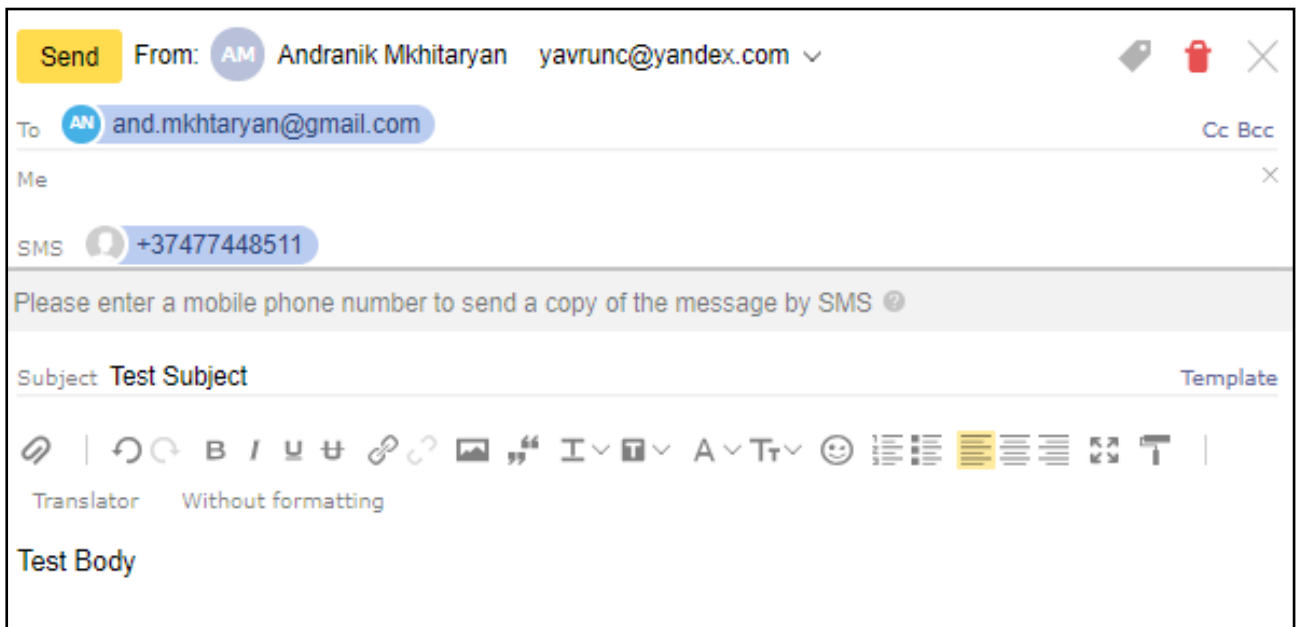 Send From: AM Andranik Mkhitaryan yavrunc@yandex.com
To AN and.mkhtaryan@gmail.com Cc Bcc
Me
SMS +37477448511
Please enter a mobile phone number to send a copy of the message by SMS
Subject Test Subject Template
Translator Without formatting
Test Body